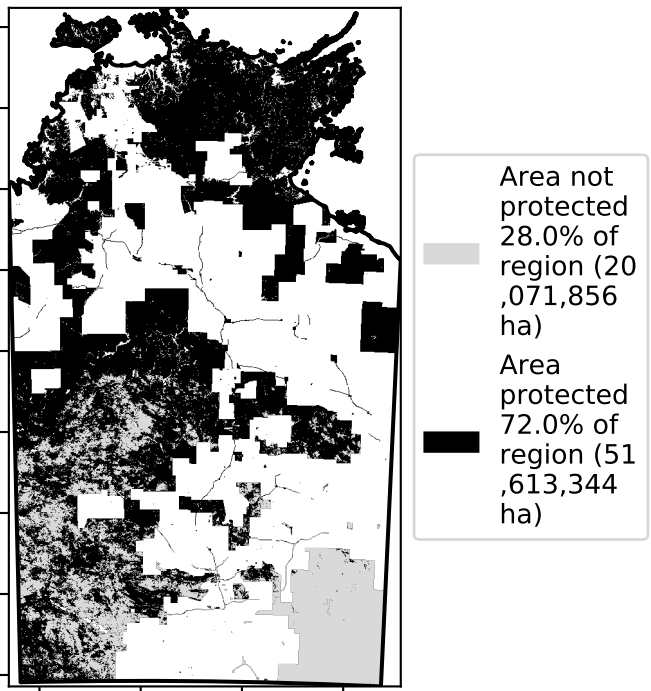 Area not
protected
28.0% of
region (20
,071,856
ha)
Area
protected
72.0% of
region (51
,613,344
ha)